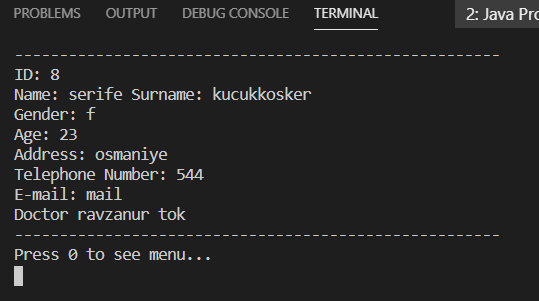 PROBLEMS OUTPUT DEBUG CONSOLE TERMINAL 2: Java Pro
-----------------------------------------------------
ID: 8
Name: serife Surname: kucukkosker
Gender: f
Age: 23
Address: osmaniye
Telephone Number: 544
E-mail: mail
Doctor ravzanur tok
-----------------------------------------------------
Press 0 to see menu...